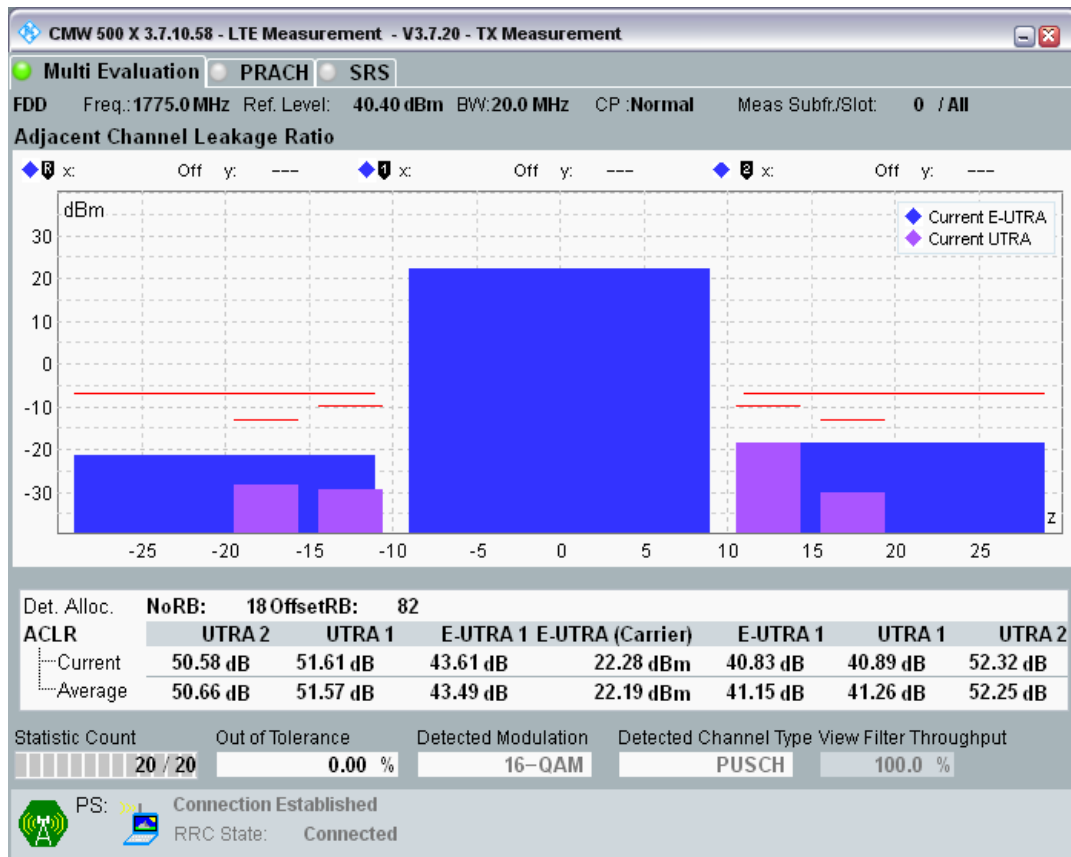 CMW 500 X 3.7.10.58 - LTE Measurement - V3.7.20 - TX Measurement
Multi Evaluation PRACH SRS
FDD Freq.:1775.0 MHz Ref. Level: 40.40 dBm BW:20.0 MHz CP :Normal Meas Subfr./Slot: 0 / All
Adjacent Channel Leakage Ratio
R x: Off y: --- 1 x: Off y: --- 2 x: Off y: ---
dBm
Current E-UTRA
Current UTRA
30
20
10
0
-10
-20
-30
z
-25 -20 -15 -10 -5 0 5 10 15 20 25
Det. Alloc. NoRB: 18 OffsetRB: 82
ACLR UTRA 2 UTRA 1 E-UTRA 1 E-UTRA (Carrier) E-UTRA 1 UTRA 1 UTRA 2
Current 50.58 dB 51.61 dB 43.61 dB 22.28 dBm 40.83 dB 40.89 dB 52.32 dB
Average 50.66 dB 51.57 dB 43.49 dB 22.19 dBm 41.15 dB 41.26 dB 52.25 dB
Statistic Count Out of Tolerance Detected Modulation Detected Channel Type View Filter Throughput
20 / 20 0.00 % 16-QAM PUSCH 100.0 %
PS: Connection Established
RRC State: Connected